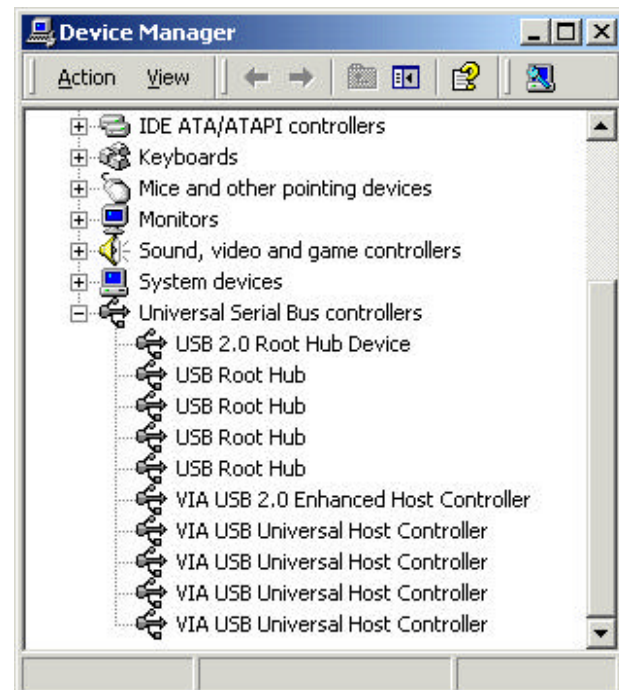 Device Manager
Action View
IDE ATA/ATAPI controllers
Keyboards
Mice and other pointing devices
Monitors
Sound, video and game controllers
System devices
Universal Serial Bus controllers
USB 2.0 Root Hub Device
USB Root Hub
USB Root Hub
USB Root Hub
USB Root Hub
VIA USB 2.0 Enhanced Host Controller
VIA USB Universal Host Controller
VIA USB Universal Host Controller
VIA USB Universal Host Controller
VIA USB Universal Host Controller